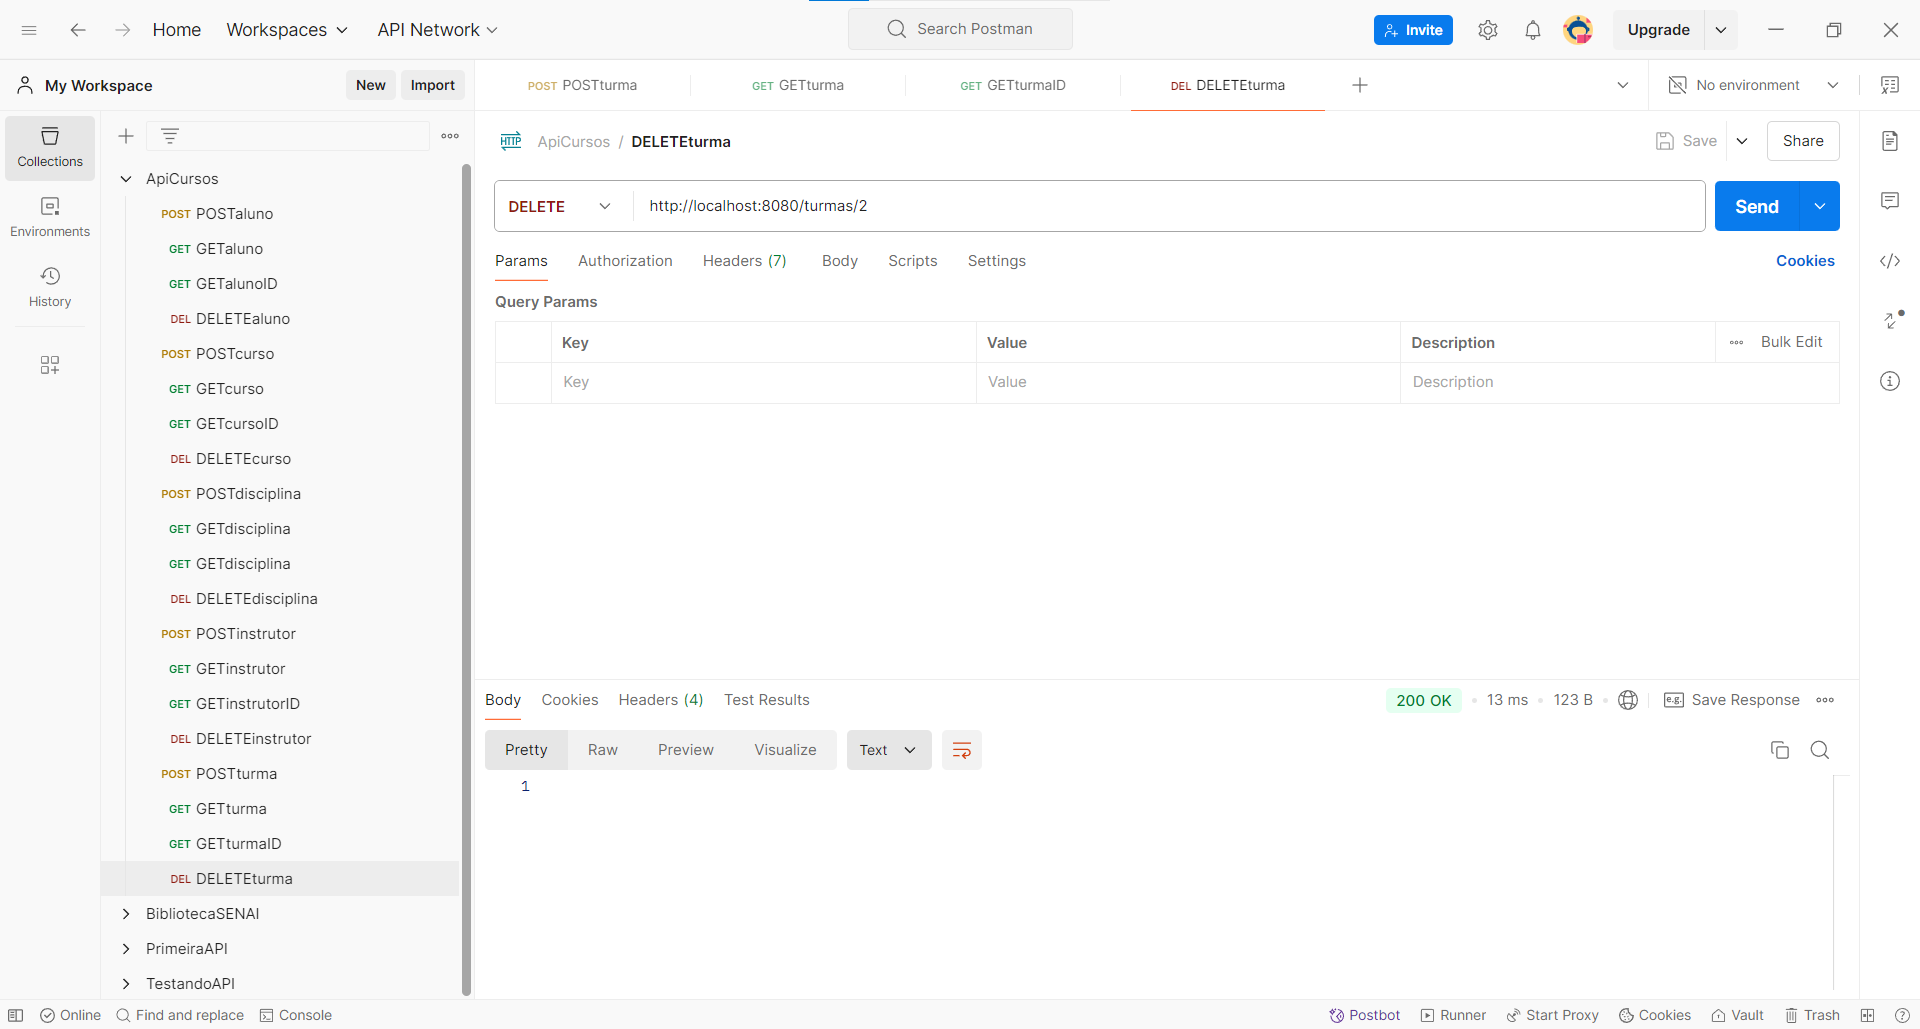 Home Workspaces API Network Search Postman Invite Upgrade
My Workspace New Import POST POSTturma GET GETturma GET GETturmaID DEL DELETEturma No environment
Collections
Environments
History
ApiCursos
POST POSTaluno
GET GETaluno
GET GETalunoID
DEL DELETEaluno
POST POSTcurso
GET GETcurso
GET GETcursoID
DEL DELETEcurso
POST POSTdisciplina
GET GETdisciplina
GET GETdisciplina
DEL DELETEdisciplina
POST POSTinstrutor
GET GETinstrutor
GET GETinstrutorID
DEL DELETEinstrutor
POST POSTturma
GET GETturma
GET GETturmaID
DEL DELETEturma
BibliotecaSENAI
PrimeiraAPI
TestandoAPI
HTTP ApiCursos / DELETEturma Save Share
DELETE http://localhost:8080/turmas/2 Send
Params Authorization Headers (7) Body Scripts Settings Cookies
Query Params
Key Value Description Bulk Edit
Key Value Description
Body Cookies Headers (4) Test Results 200 OK 13 ms 123 B e.g. Save Response
Pretty Raw Preview Visualize Text
1
Online Find and replace Console Postbot Runner Start Proxy Cookies Vault Trash